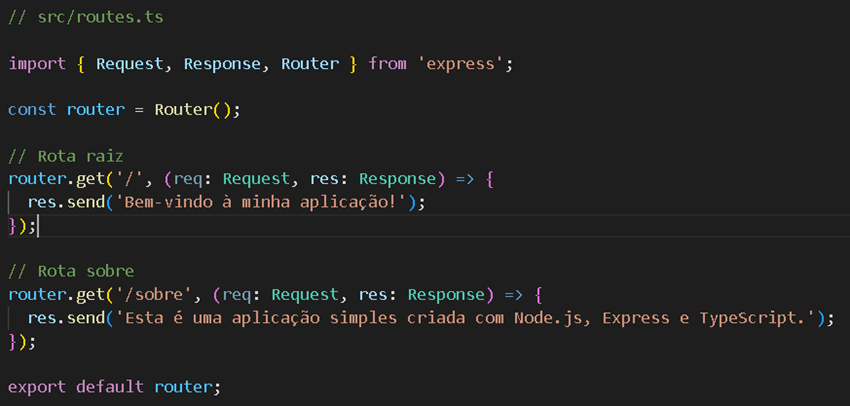 // src/routes.ts
import { Request, Response, Router } from 'express';
const router = Router();
// Rota raiz
router.get('/', (req: Request, res: Response) => {
  res.send('Bem-vindo à minha aplicação!');
});
// Rota sobre
router.get('/sobre', (req: Request, res: Response) => {
  res.send('Esta é uma aplicação simples criada com Node.js, Express e TypeScript.');
});
export default router;